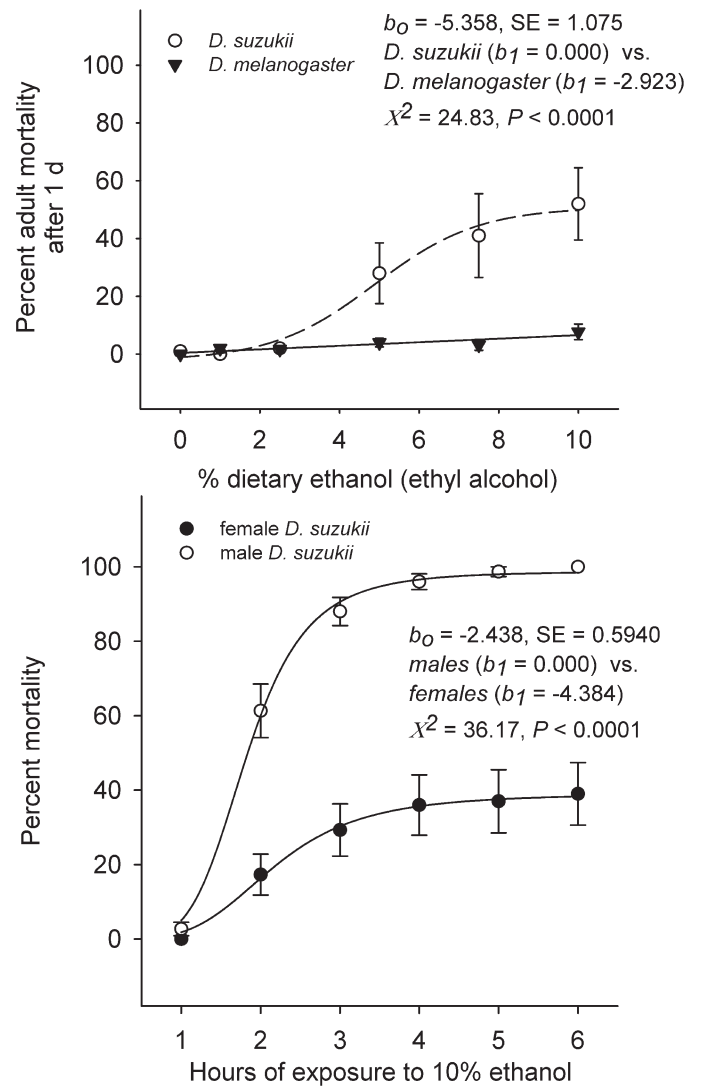 b0 = -5.358, SE = 1.075
D. suzukii
D. suzukii (b1 = 0.000) vs.
D. melanogaster
D. melanogaster (b1 = -2.923)
X2 = 24.83, P < 0.0001
Percent adult mortality
after 1 d
100
80
60
40
20
0
0 2 4 6 8 10
% dietary ethanol (ethyl alcohol)
female D. suzukii
male D. suzukii
b0 = -2.438, SE = 0.5940
males (b1 = 0.000) vs.
females (b1 = -4.384)
X2 = 36.17, P < 0.0001
Percent mortality
100
80
60
40
20
0
1 2 3 4 5 6
Hours of exposure to 10% ethanol